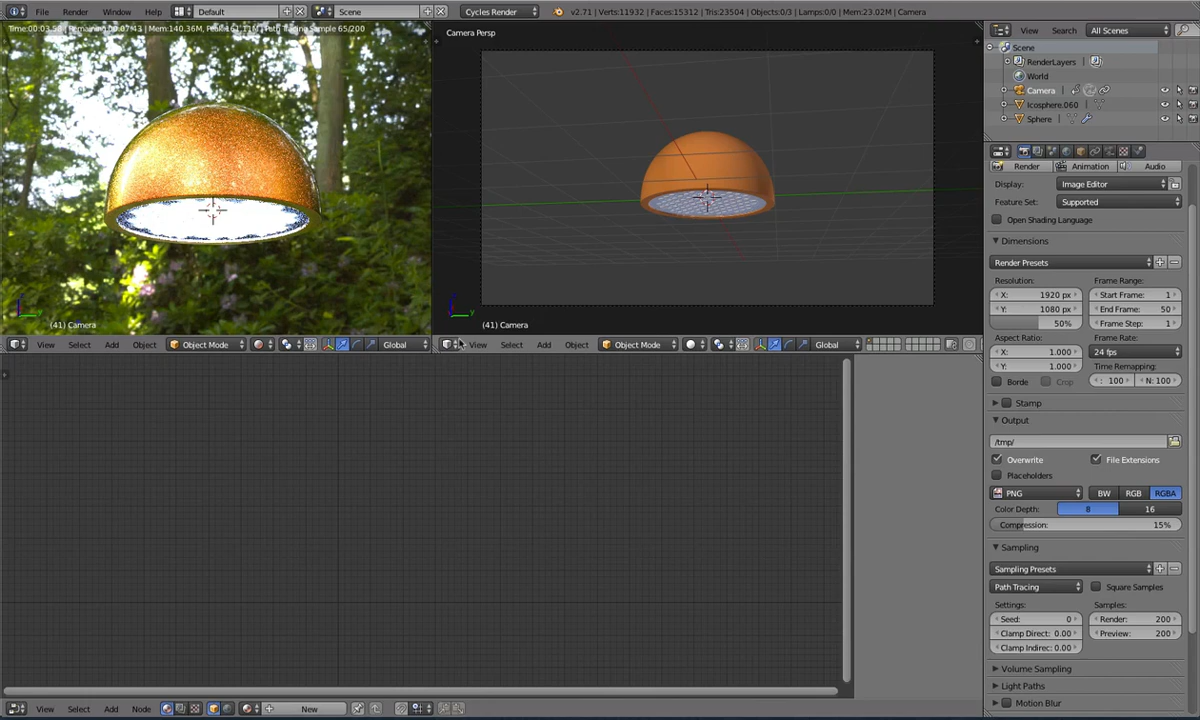 File Render Window Help Default Scene Cycles Render v2.71 | Verts:11932 | Faces:15312 | Tris:23504 | Objects:0/3 | Lamps:0/0 | Mem:23.02M | Camera
Camera Persp
(41) Camera
(41) Camera
View Select Add Object Object Mode Global
View Select Add Object Object Mode Global
View Select Add Node New
View Search All Scenes
Scene
RenderLayers
World
Camera
Icosphere.060
Sphere
Render Animation Audio
Display: Image Editor
Feature Set: Supported
Open Shading Language
Dimensions
Render Presets
Resolution: Frame Range:
X: 1920 px Start Frame: 1
Y: 1080 px End Frame: 50
50% Frame Step: 1
Aspect Ratio: Frame Rate:
X: 1.000 24 fps
Y: 1.000 Time Remapping:
Borde Crop : 100 N: 100
Stamp
Output
/tmp/
Overwrite File Extensions
Placeholders
PNG BW RGB RGBA
Color Depth: 8 16
Compression: 15%
Sampling
Sampling Presets
Path Tracing Square Samples
Settings: Samples:
Seed: 0 Render: 200
Clamp Direct: 0.00 Preview: 200
Clamp Indirec: 0.00
Volume Sampling
Light Paths
Motion Blur